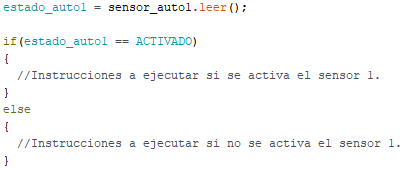 estado_auto1 = sensor_auto1.leer();
if(estado_auto1 == ACTIVADO)
{
//Instrucciones a ejecutar si se activa el sensor 1.
}
else
{
//Instrucciones a ejecutar si no se activa el sensor 1.
}